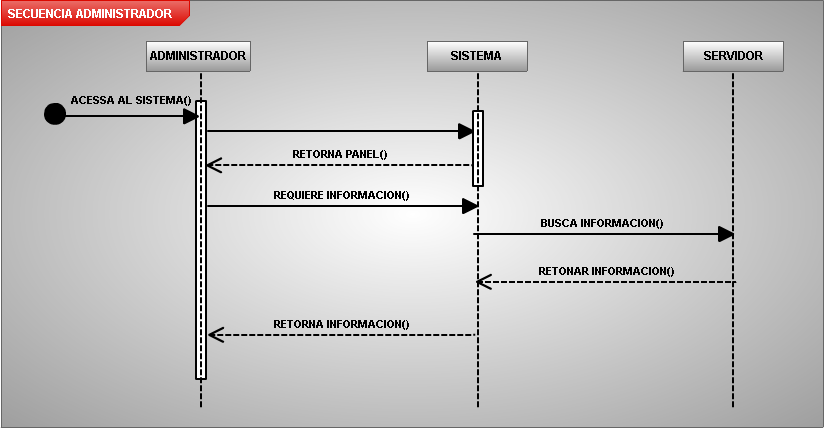 SECUENCIA ADMINISTRADOR
ADMINISTRADOR
SISTEMA
SERVIDOR
ACESSA AL SISTEMA()
RETORNA PANEL()
REQUIERE INFORMACION()
BUSCA INFORMACION()
RETONAR INFORMACION()
RETORNA INFORMACION()